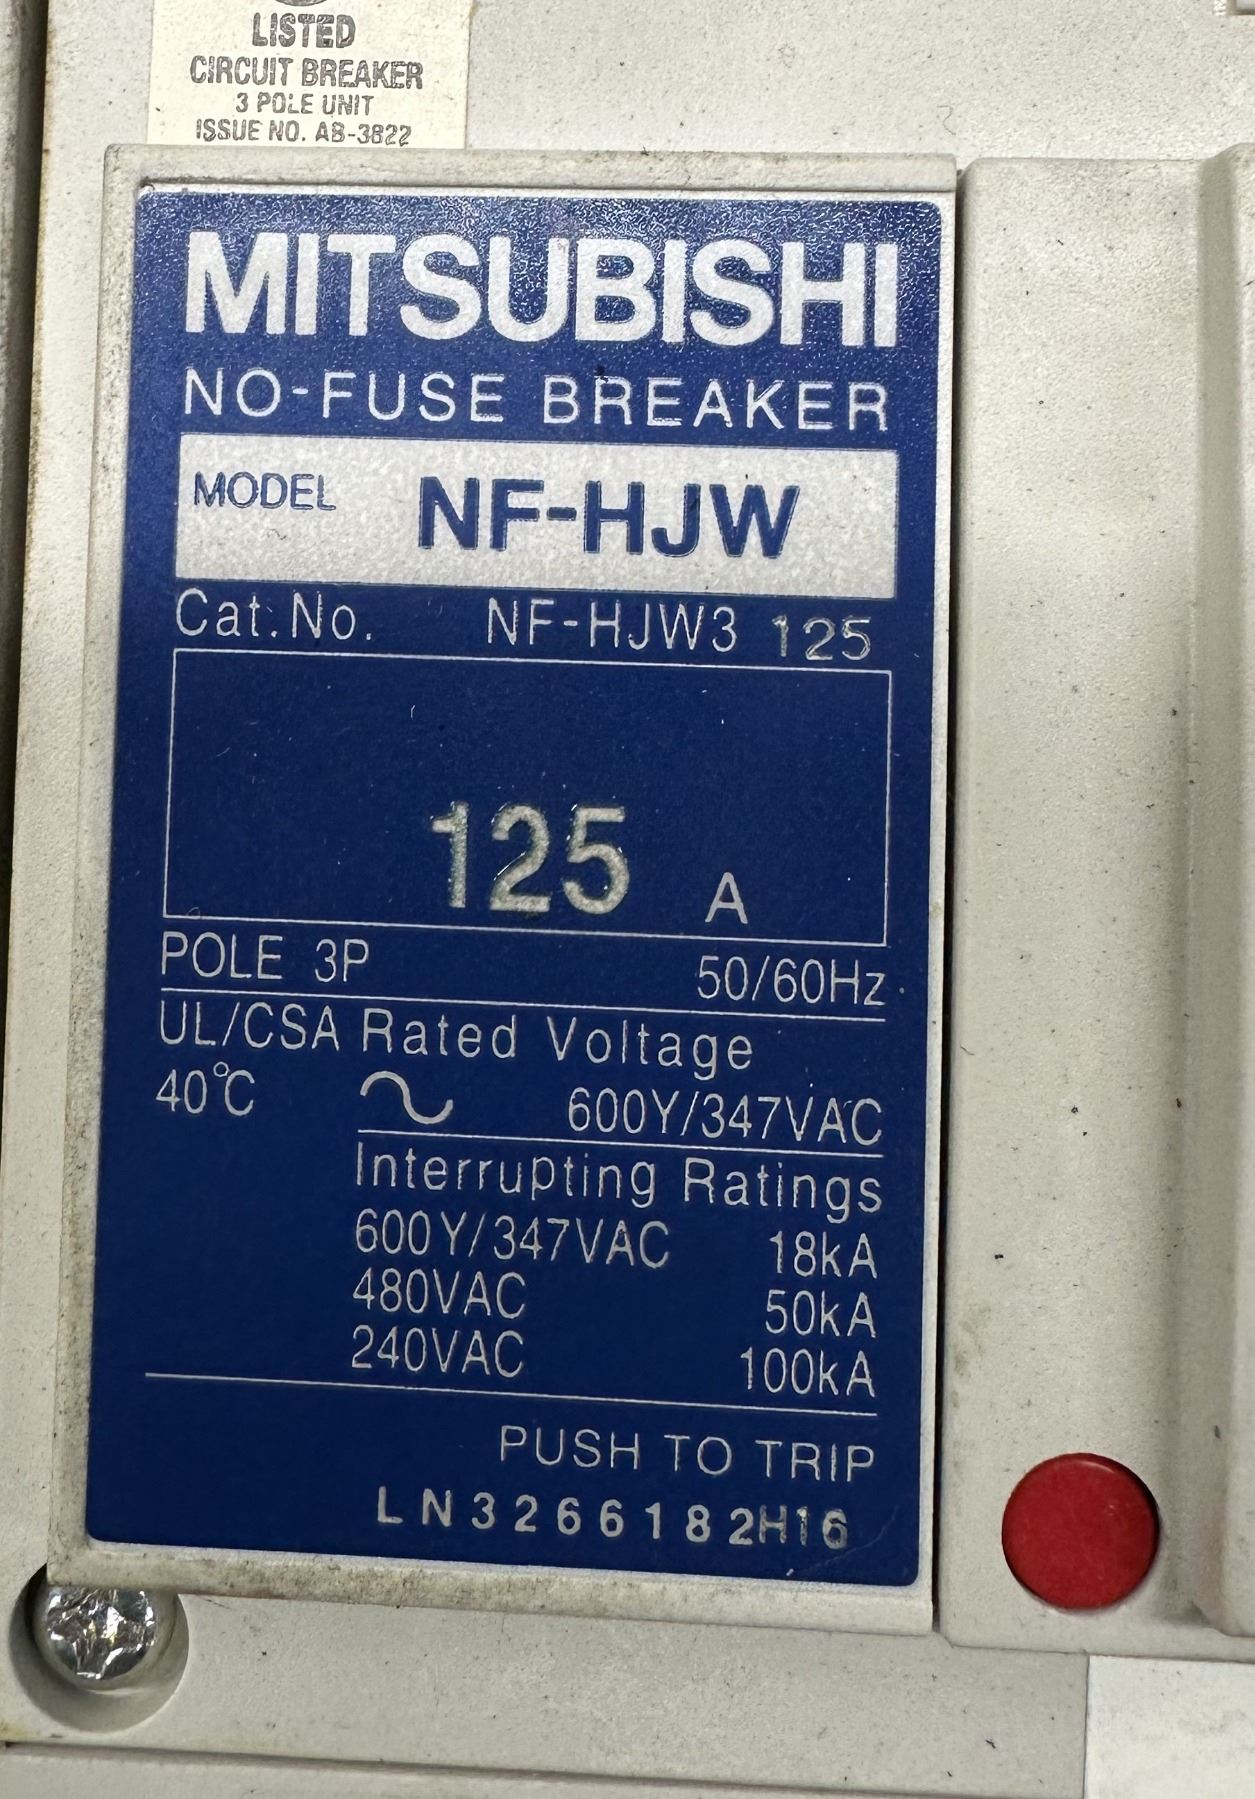 LISTED
CIRCUIT BREAKER
3 POLE UNIT
ISSUE NO. AB-3822
MITSUBISHI
NO-FUSE BREAKER
MODEL NF-HJW
Cat.No. NF-HJW3 125
125 A
POLE 3P 50/60Hz
UL/CSA Rated Voltage
40°C 600Y/347VAC
Interrupting Ratings
600Y/347VAC 18kA
480VAC 50kA
240VAC 100kA
PUSH TO TRIP
LN3266182H16